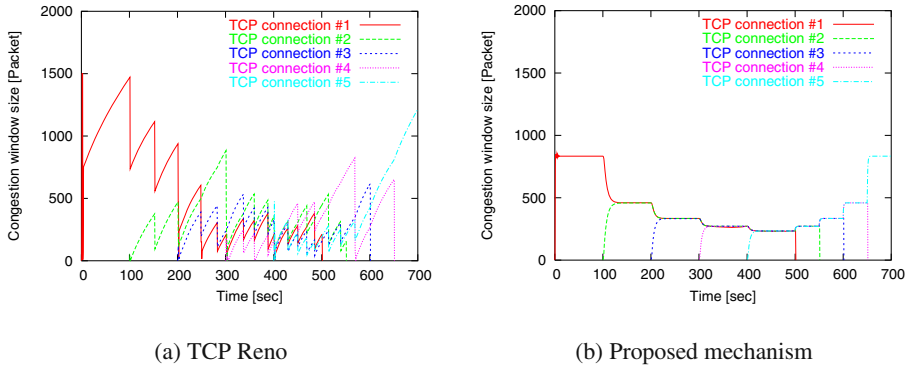 Congestion window size [Packet]
2000
1500
1000
500
0
TCP connection #1
TCP connection #2
TCP connection #3
TCP connection #4
TCP connection #5
0 100 200 300 400 500 600 700
Time [sec]
(a) TCP Reno
Congestion window size [Packet]
2000
1500
1000
500
0
TCP connection #1
TCP connection #2
TCP connection #3
TCP connection #4
TCP connection #5
0 100 200 300 400 500 600 700
Time [sec]
(b) Proposed mechanism